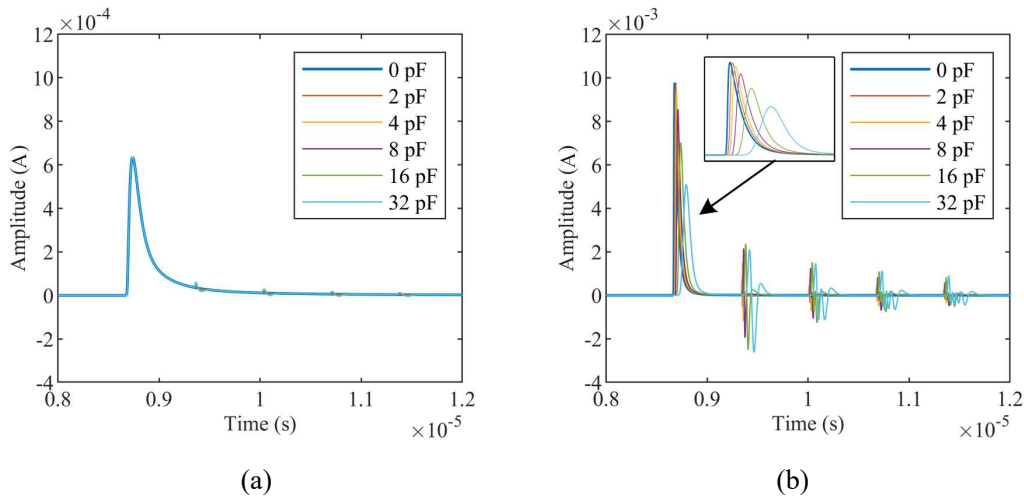 ×10⁻⁴
12
10
8
6
4
2
0
-2
-4
Amplitude (A)
0 pF
2 pF
4 pF
8 pF
16 pF
32 pF
0.8
0.9
1
1.1
1.2
Time (s)
×10⁻⁵
(a)
×10⁻³
12
10
8
6
4
2
0
-2
-4
Amplitude (A)
0 pF
2 pF
4 pF
8 pF
16 pF
32 pF
0.8
0.9
1
1.1
1.2
Time (s)
×10⁻⁵
(b)